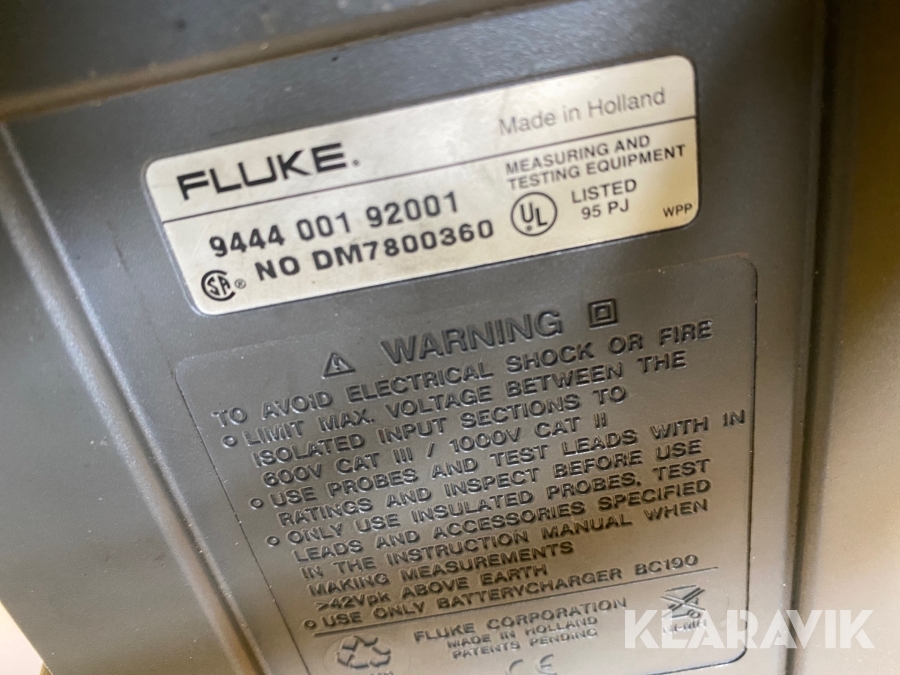 FLUKE®
Made in Holland
9444 001 92001
NO DM7800360
MEASURING AND
TESTING EQUIPMENT
UL
LISTED
95 PJ
WPP
SA ®
WARNING
TO AVOID ELECTRICAL SHOCK OR FIRE
o LIMIT MAX. VOLTAGE BETWEEN THE
ISOLATED INPUT SECTIONS TO
600V CAT III / 1000V CAT II
o USE PROBES AND TEST LEADS WITH IN
RATINGS AND INSPECT BEFORE USE
o ONLY USE INSULATED PROBES, TEST
LEADS AND ACCESSORIES SPECIFIED
IN THE INSTRUCTION MANUAL WHEN
MAKING MEASUREMENTS
>42Vpk ABOVE EARTH
o USE ONLY BATTERYCHARGER BC190
FLUKE CORPORATION
MADE IN HOLLAND
PATENTS PENDING
CE
KLARAVIK